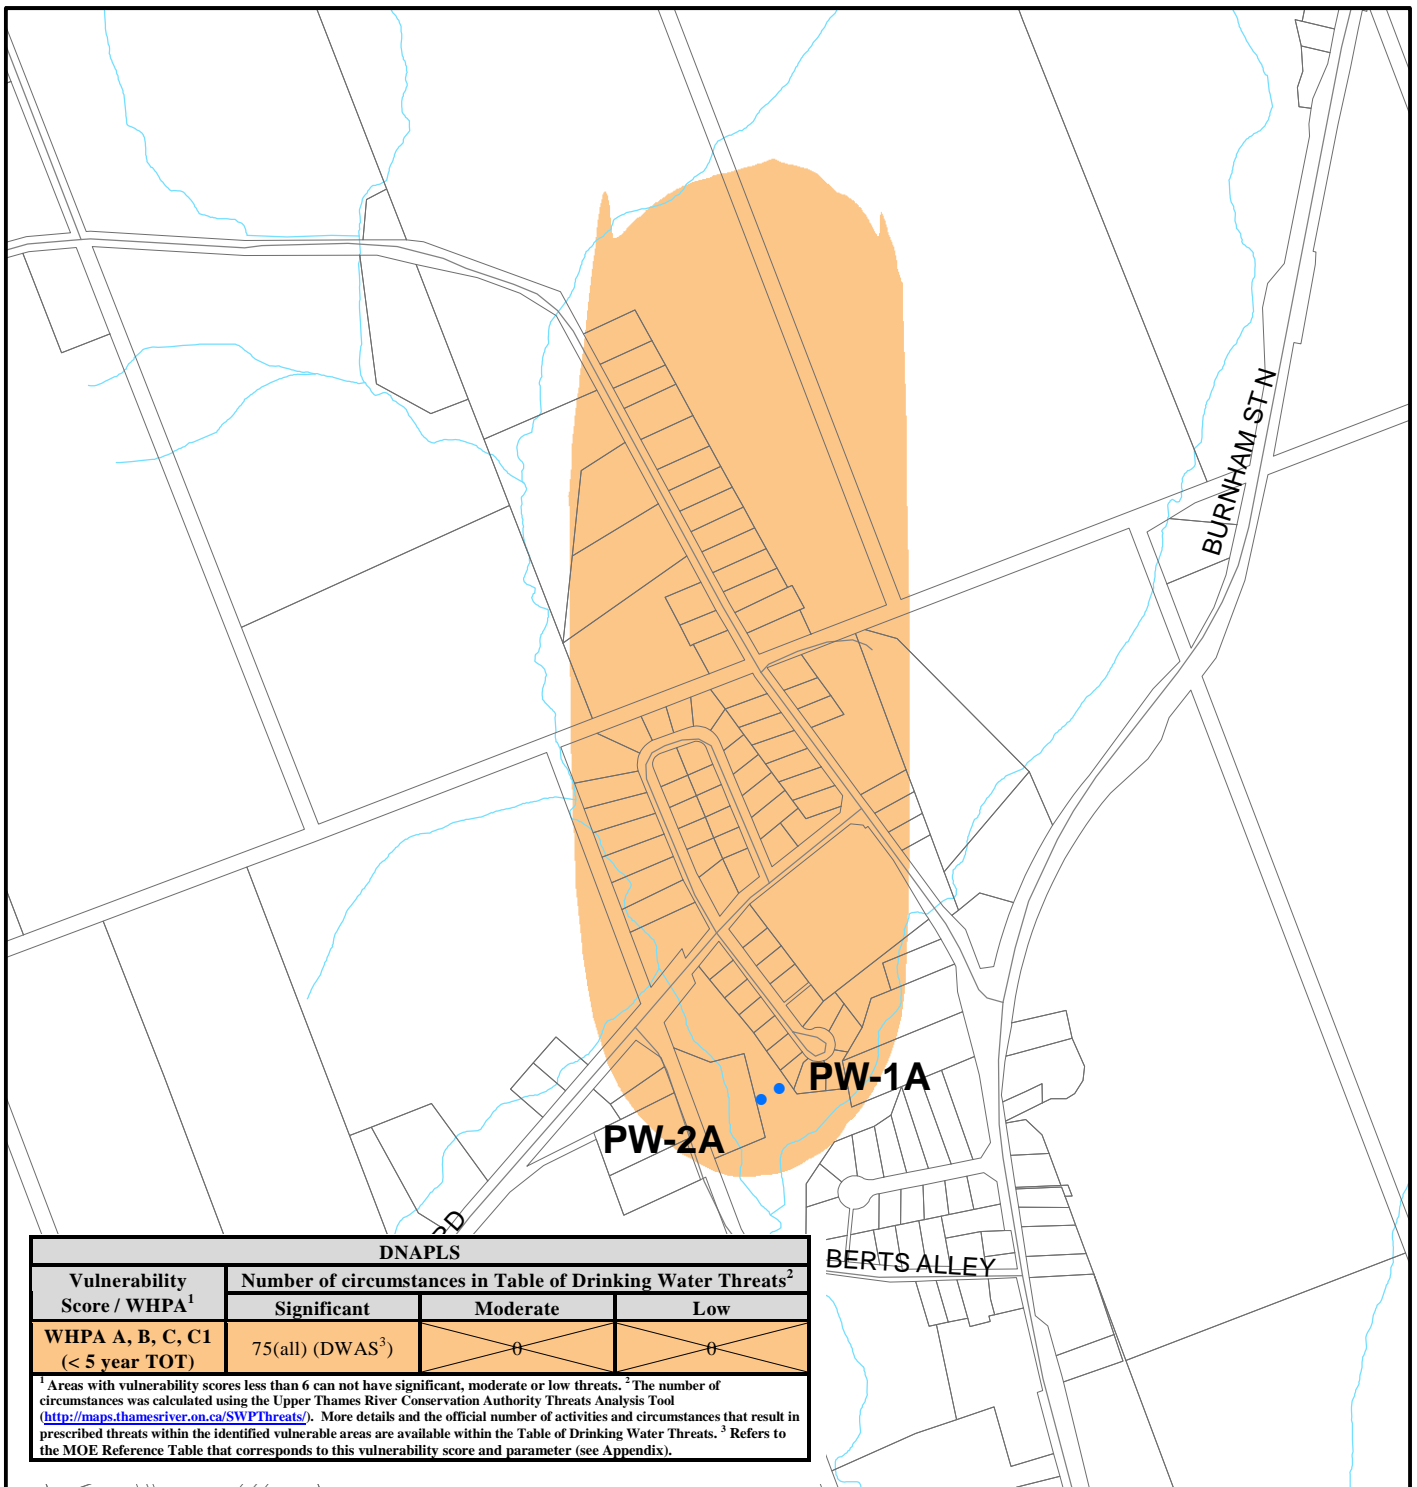 BURNHAM ST N
PW-1A
PW-2A
RD
BERTS ALLEY
DNAPLS
Vulnerability Score / WHPA1
Number of circumstances in Table of Drinking Water Threats2
Significant
Moderate
Low
WHPA A, B, C, C1
(< 5 year TOT)
75(all) (DWAS3)
0
0
1 Areas with vulnerability scores less than 6 can not have significant, moderate or low threats. 2 The number of
circumstances was calculated using the Upper Thames River Conservation Authority Threats Analysis Tool
(http://maps.thamesriver.on.ca/SWPThreats/). More details and the official number of activities and circumstances that result in
prescribed threats within the identified vulnerable areas are available within the Table of Drinking Water Threats. 3 Refers to
the MOE Reference Table that corresponds to this vulnerability score and parameter (see Appendix).